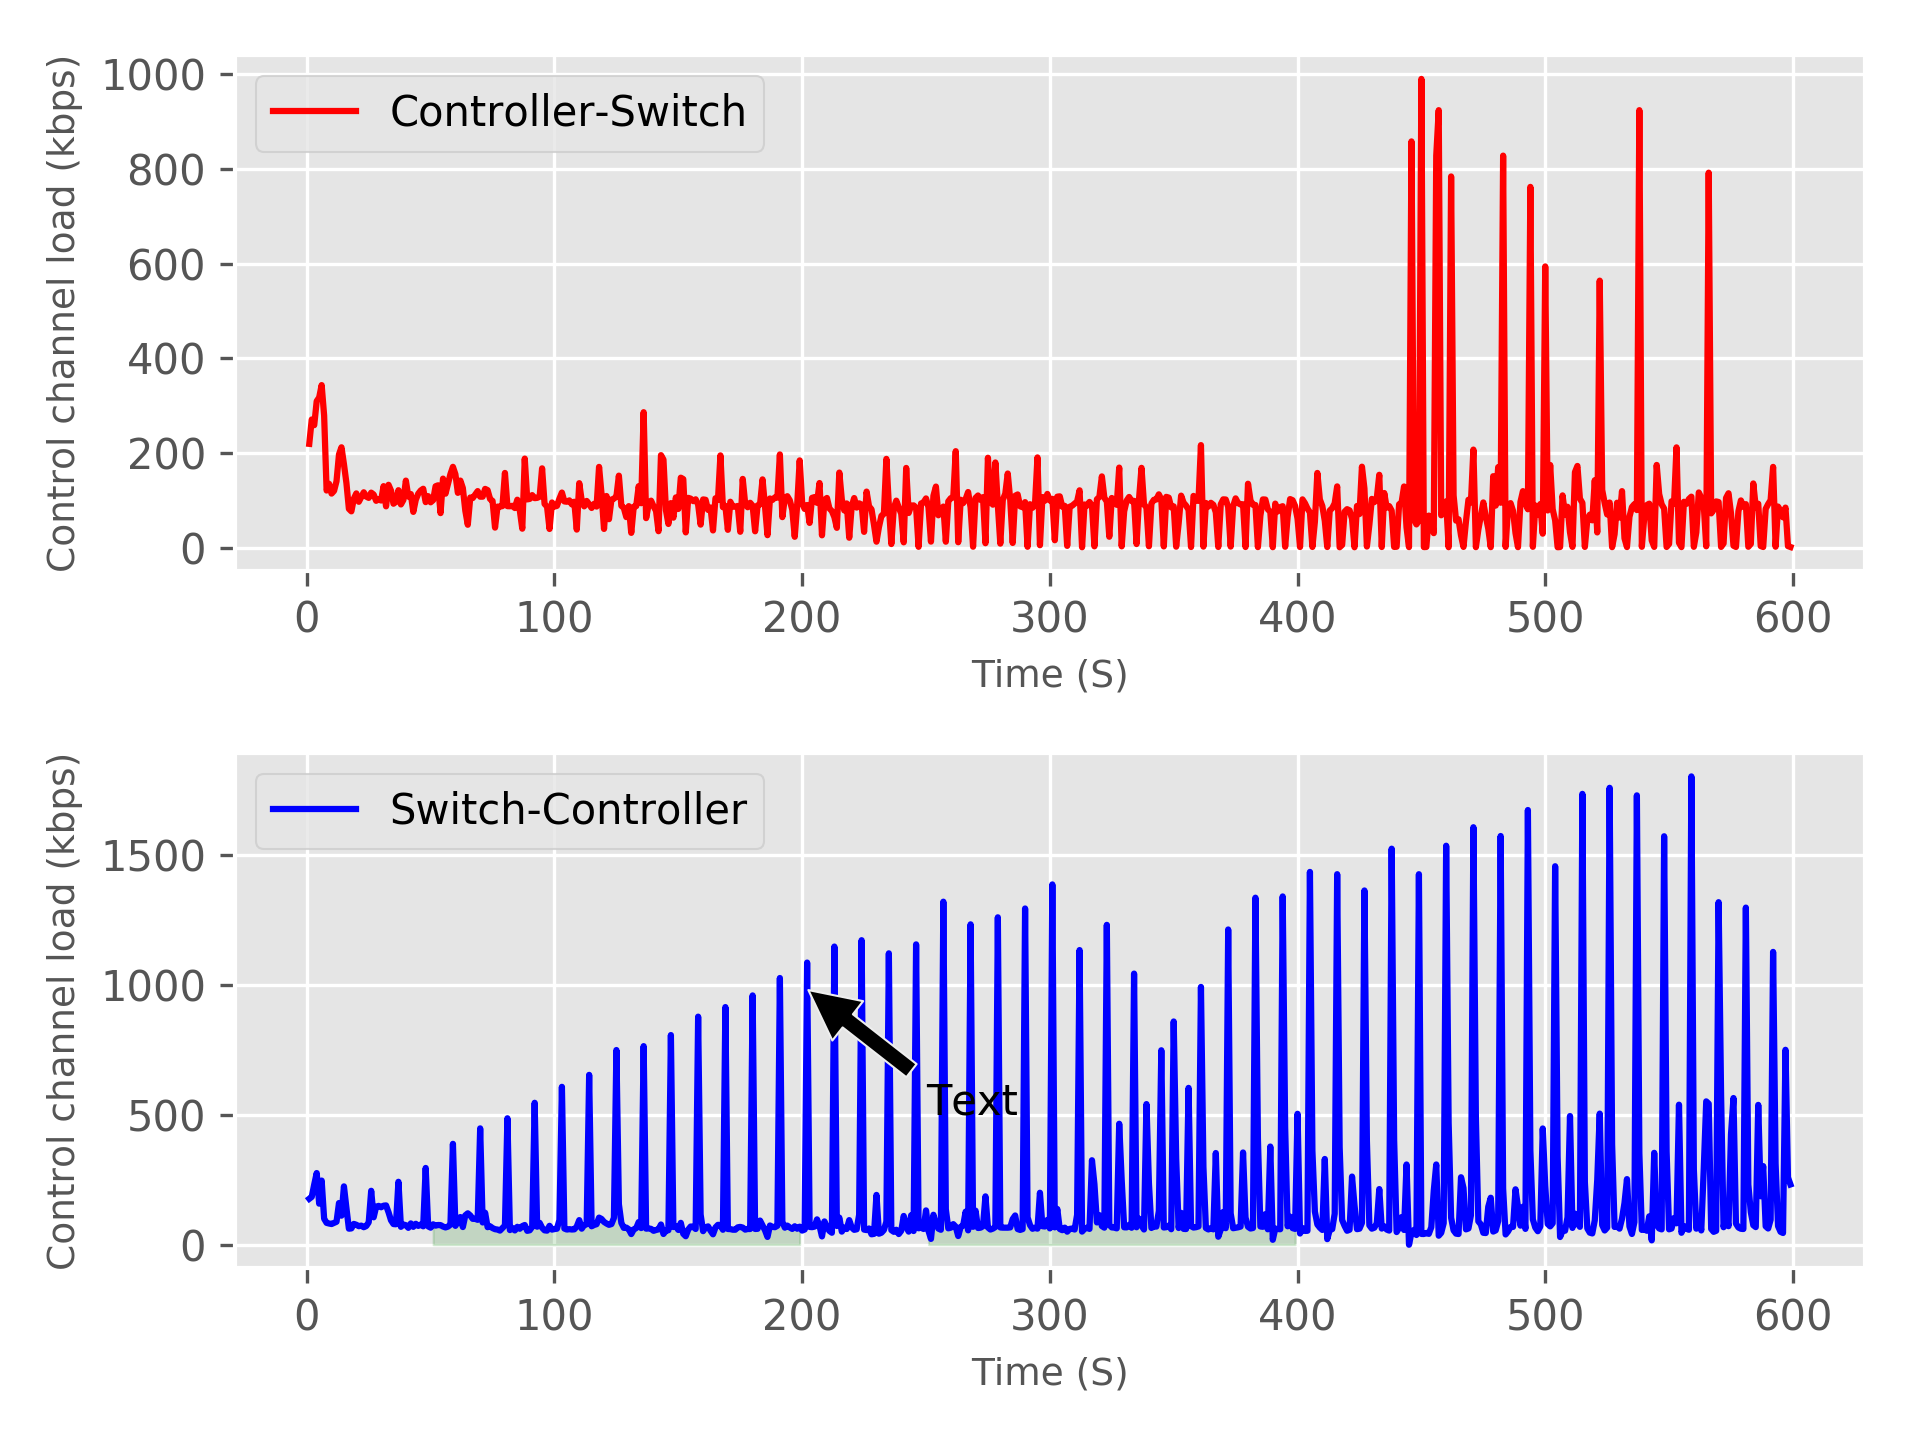 Control channel load (kbps)
1000
800
600
400
200
0
Controller-Switch
0 100 200 300 400 500 600
Time (S)
Control channel load (kbps)
1500
1000
500
0
Switch-Controller
Text
0 100 200 300 400 500 600
Time (S)